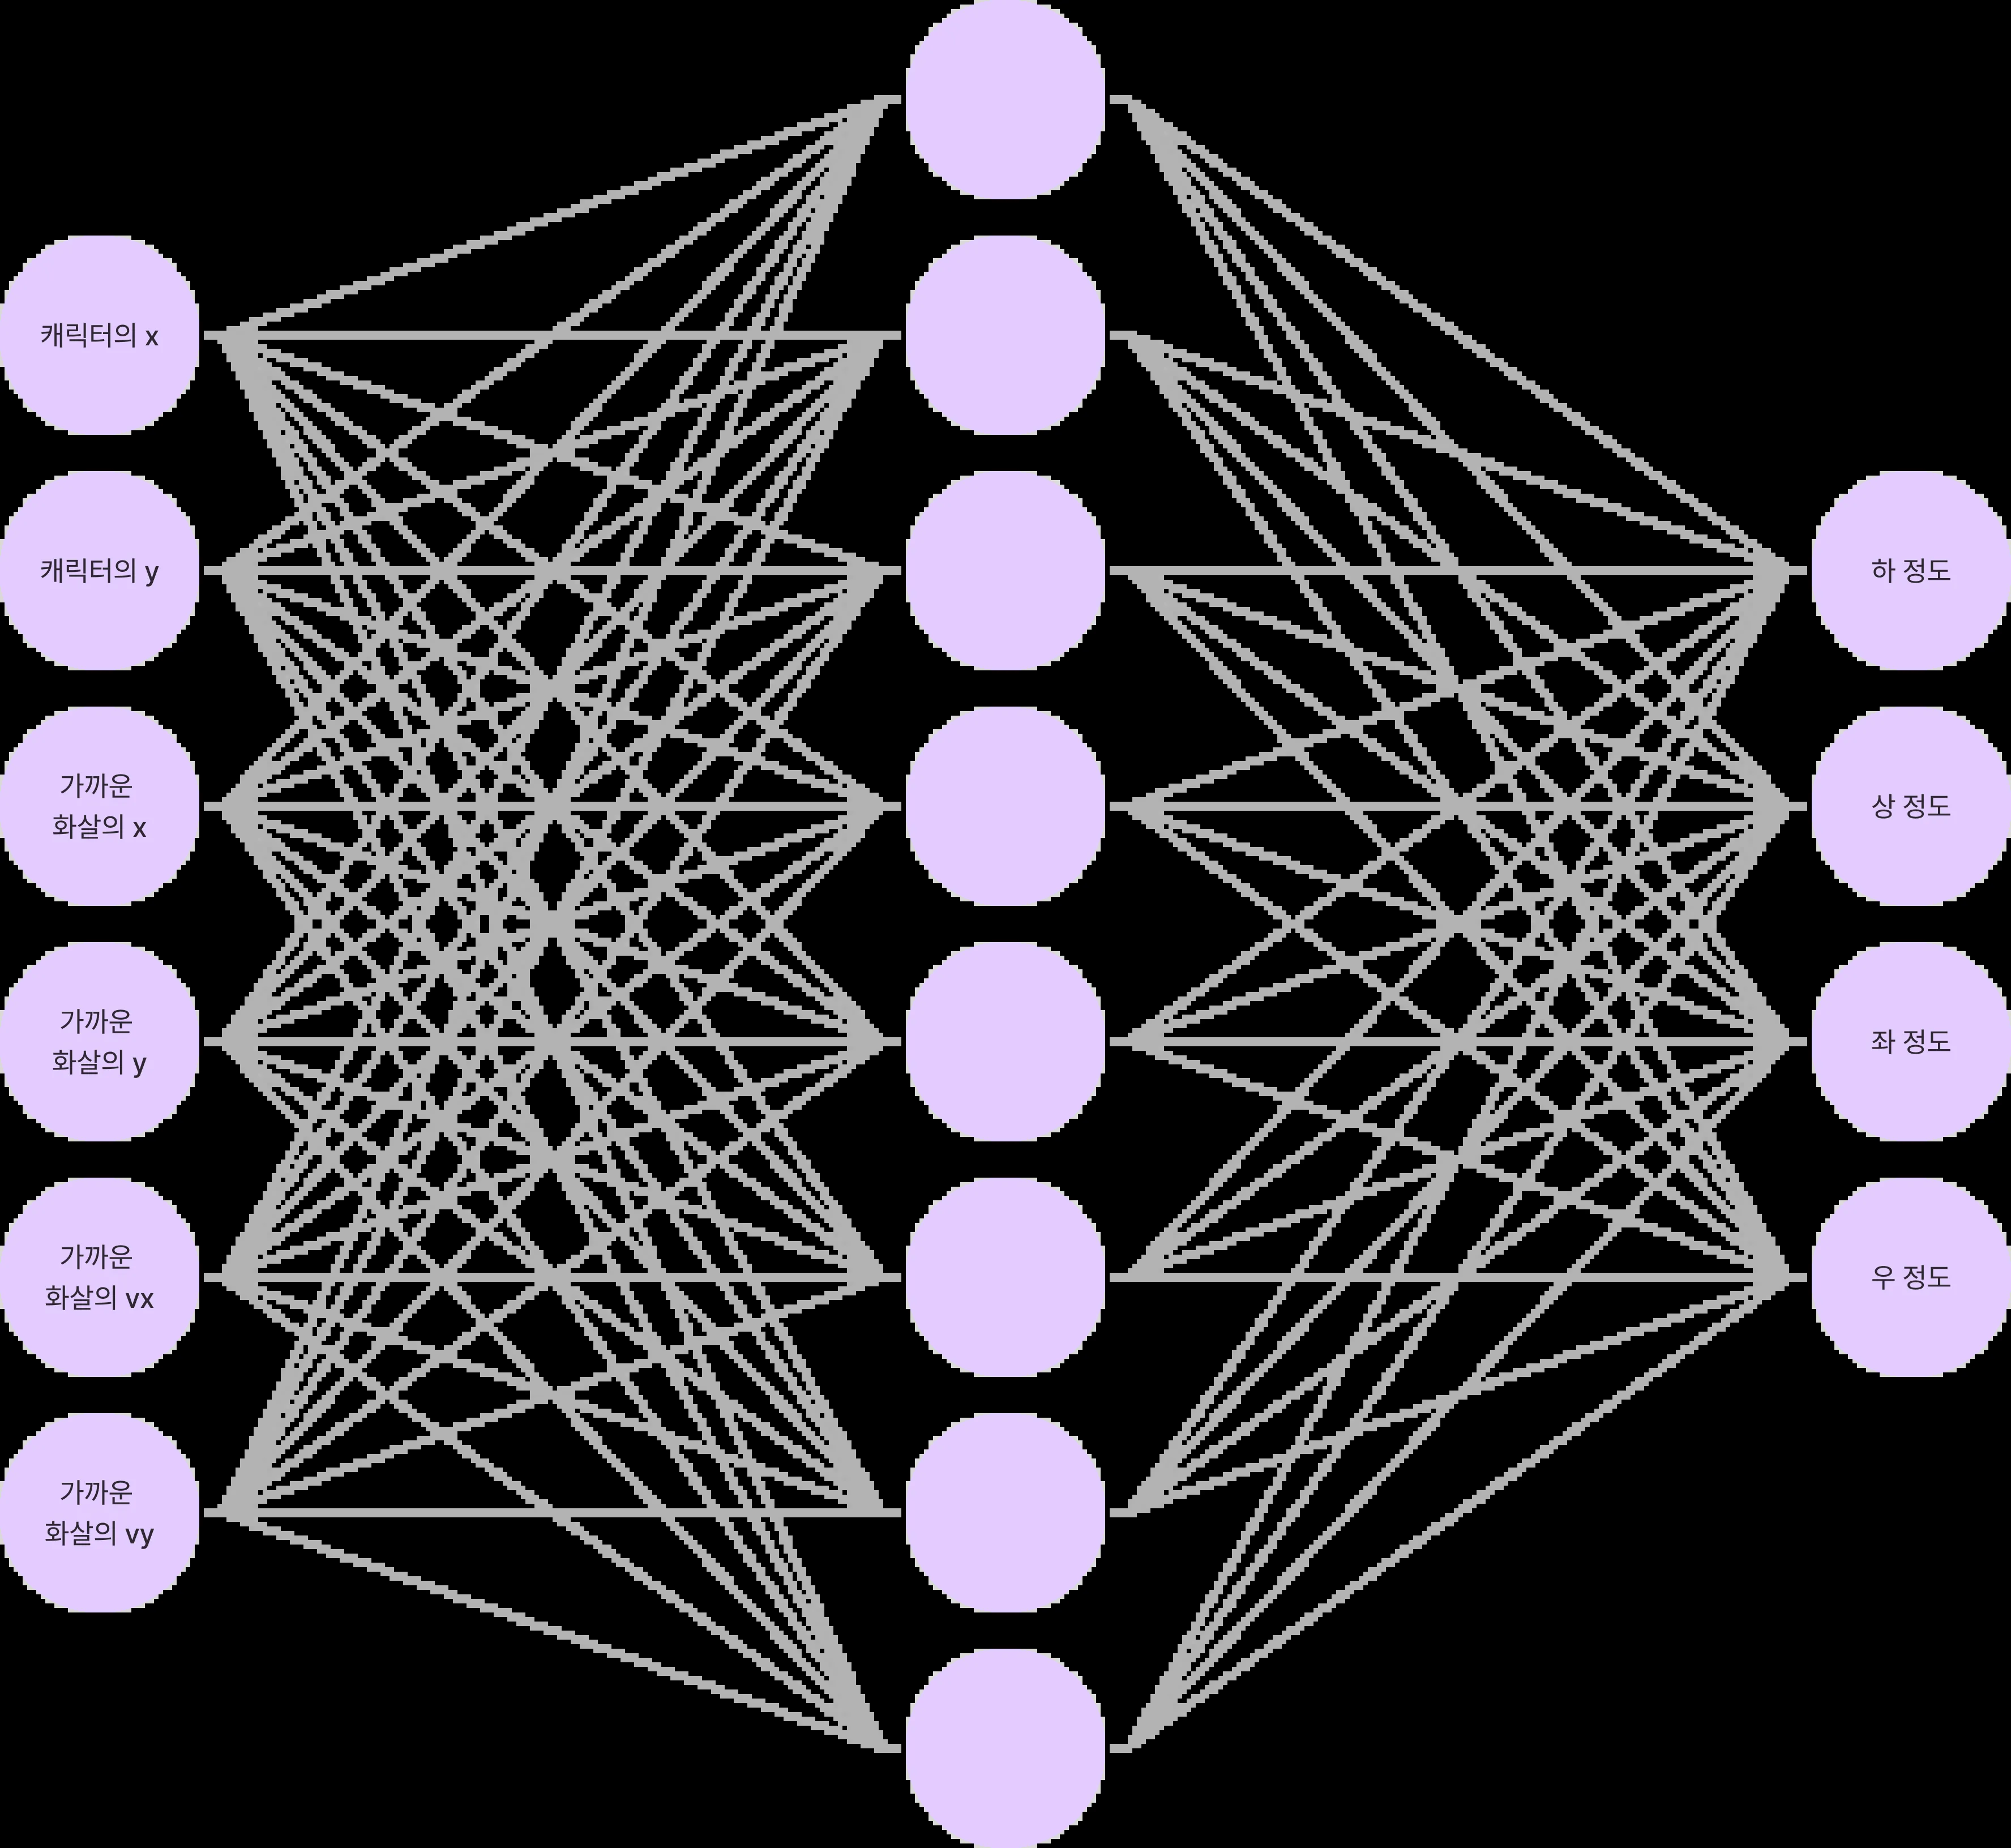 캐릭터의 x
캐릭터의 y
가까운
화살의 x
가까운
화살의 y
가까운
화살의 vx
가까운
화살의 vy
하 정도
상 정도
좌 정도
우 정도